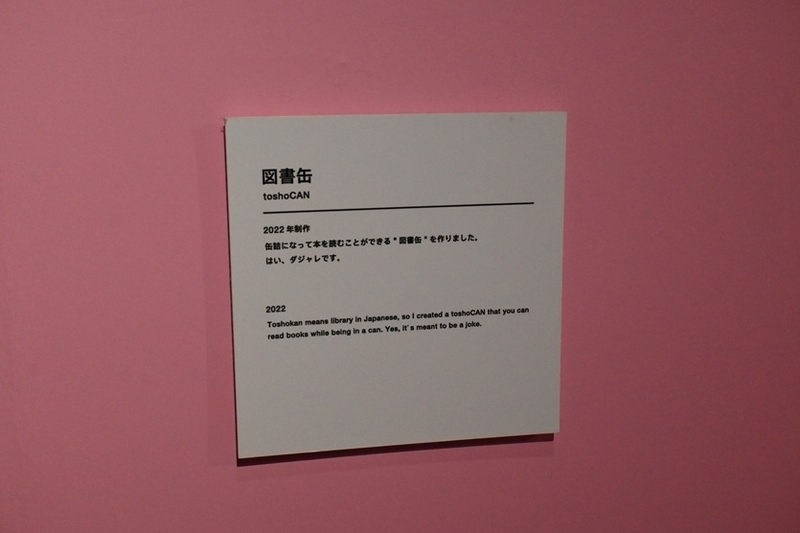 図書缶
toshoCAN
2022 年制作
缶詰になって本を読むことができる"図書缶"を作りました。
はい、ダジャレです。
2022
Toshokan means library in Japanese, so I created a toshoCAN that you can
read books while being in a can. Yes, it's meant to be a joke.